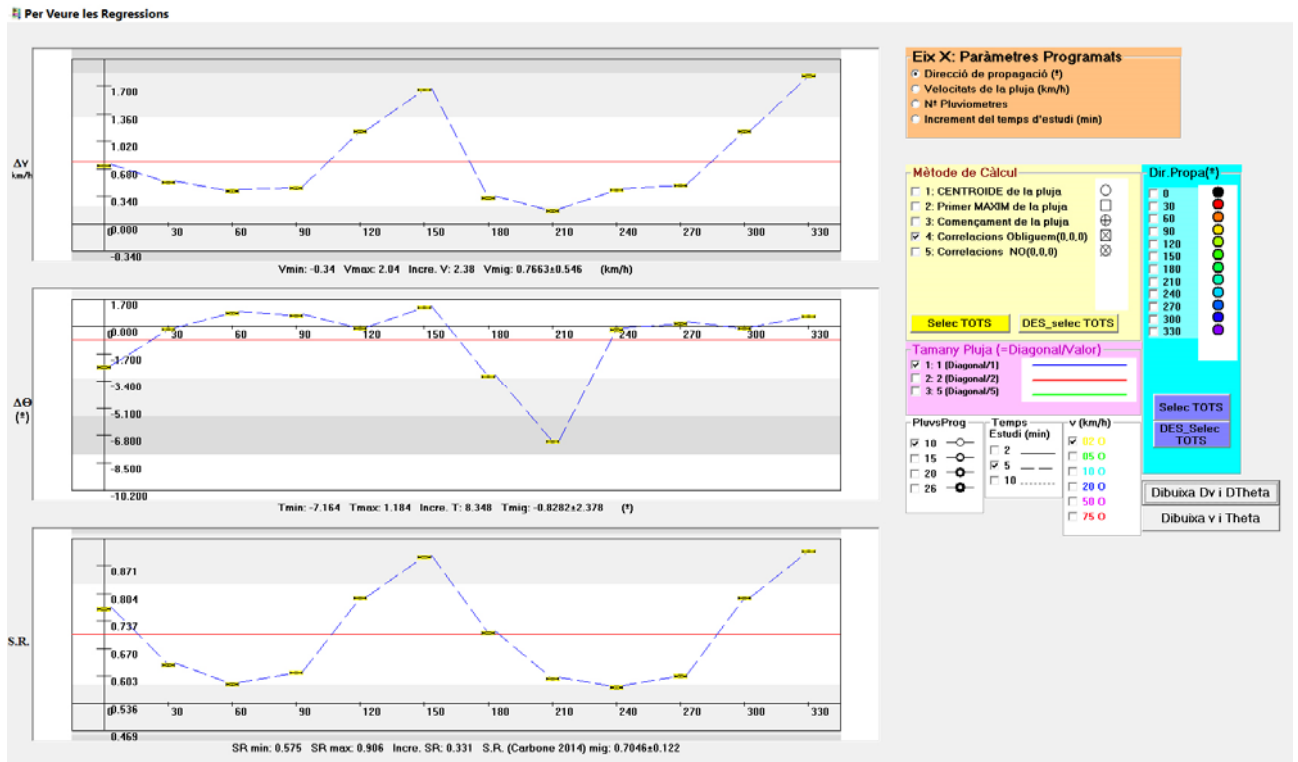 Per Veure les Regressions
Δv
km/h
1.700
1.360
1.020
0.680
0.340
0.000
-0.340
30 60 90 120 150 180 210 240 270 300 330
Vmin: -0.34 Vmax: 2.04 Incre. V: 2.38 Vmig: 0.7663±0.546 (km/h)
ΔΘ
(º)
1.700
0.000
-1.700
-3.400
-5.100
-6.800
-8.500
-10.200
30 60 90 120 150 180 210 240 270 300 330
Tmin: -7.164 Tmax: 1.184 Incre. T: 8.348 Tmig: -0.8282±2.378 (º)
S.R.
0.871
0.804
0.737
0.670
0.603
0.536
0.469
30 60 90 120 150 180 210 240 270 300 330
SR min: 0.575 SR max: 0.906 Incre. SR: 0.331 S.R. (Carbone 2014) mig: 0.7046±0.122
Eix X: Paràmetres Programats
Direcció de propagació (º)
Velocitats de la pluja (km/h)
Nº Pluviometres
Increment del temps d'estudi (min)
Mètode de Càlcul
1: CENTROIDE de la pluja
2: Primer MAXIM de la pluja
3: Començament de la pluja
4: Correlacions Obliguem(0,0,0)
5: Correlacions NO(0,0,0)
Selec TOTS DES_selec TOTS
Dir.Propa(º)
0
30
60
90
120
150
180
210
240
270
300
330
Selec TOTS
DES_Selec
TOTS
Tamany Pluja (=Diagonal/Valor)
1: 1 (Diagonal/1)
2: 2 (Diagonal/2)
3: 5 (Diagonal/5)
PluvsProg
10
15
20
26
Temps
Estudi (min)
2
5
10
v (km/h)
02 O
05 O
10 O
20 O
50 O
75 O
Dibuixa Dv i DTheta
Dibuixa v i Theta